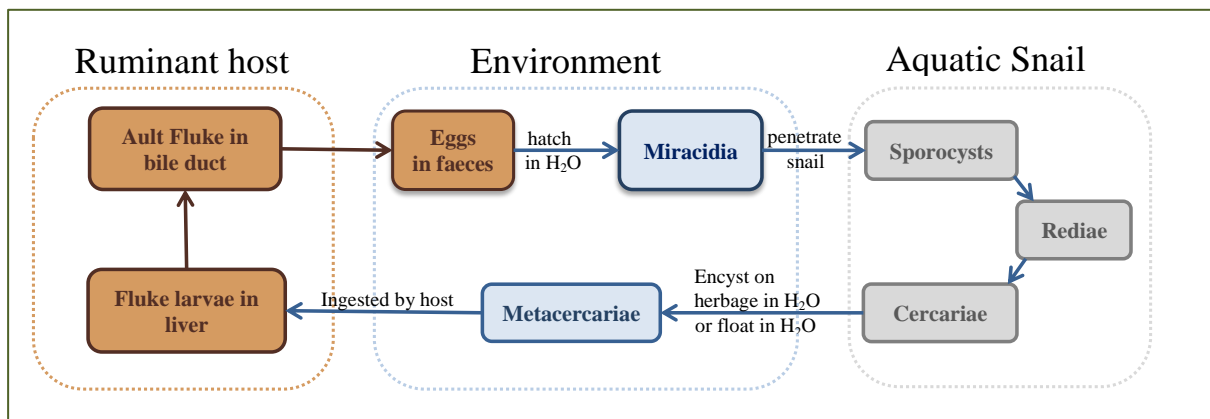 Ruminant host
Environment
Aquatic Snail
Ault Fluke in
bile duct
Eggs
in faeces
hatch
in H₂O
Miracidia
penetrate
snail
Sporocysts
Rediae
Cercariae
Encyst on
herbage in H₂O
or float in H₂O
Metacercariae
Ingested by host
Fluke larvae in
liver